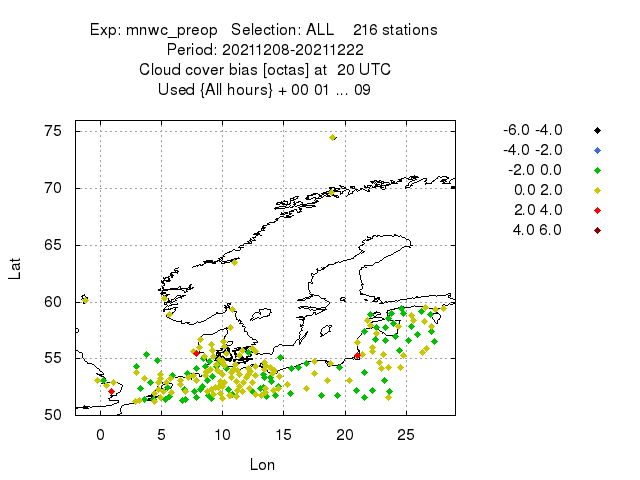 Exp: mnwc_preop   Selection: ALL    216 stations
Period: 20211208-20211222
Cloud cover bias [octas] at  20 UTC
Used {All hours} + 00 01 ... 09
-6.0 -4.0
-4.0 -2.0
-2.0 0.0
0.0 2.0
2.0 4.0
4.0 6.0
75
70
65
60
55
50
Lat
0 5 10 15 20 25
Lon